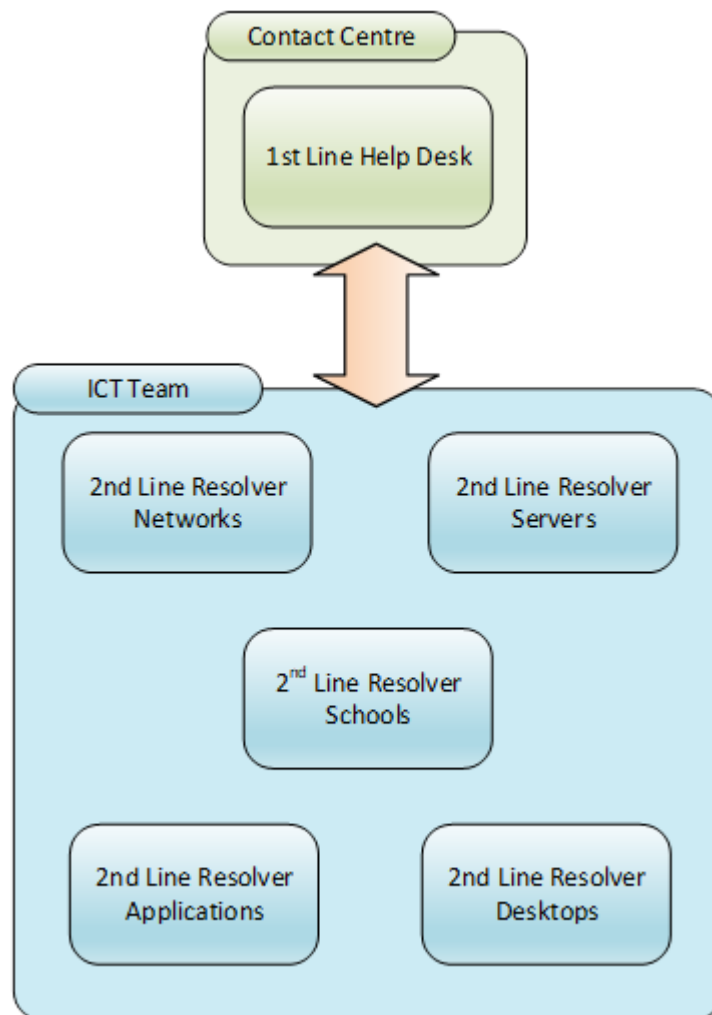 Contact Centre
1st Line Help Desk
ICT Team
2nd Line Resolver
Networks
2nd Line Resolver
Servers
2nd Line Resolver
Schools
2nd Line Resolver
Applications
2nd Line Resolver
Desktops